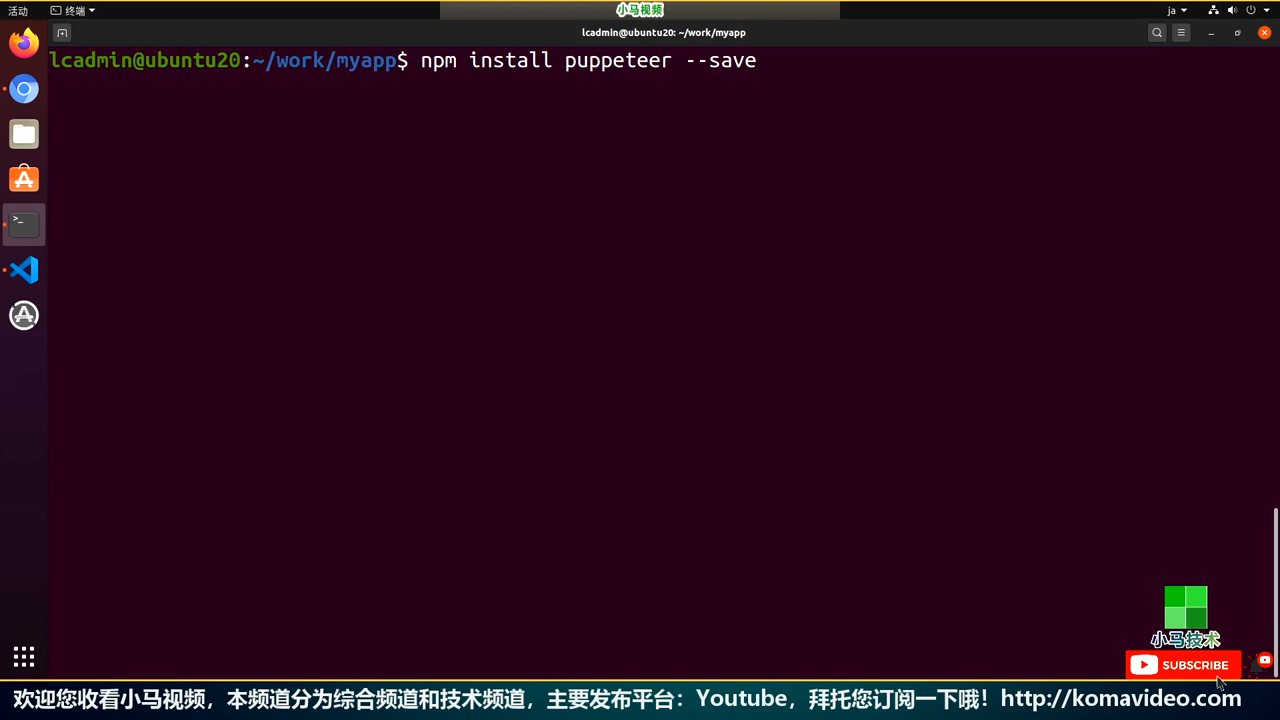 活动
终端
小马视频
ja
lcadmin@ubuntu20: ~/work/myapp
lcadmin@ubuntu20:~/work/myapp$ npm install puppeteer --save
小马技术
SUBSCRIBE
欢迎您收看小马视频，本频道分为综合频道和技术频道，主要发布平台：Youtube，拜托您订阅一下哦！http://komavideo.com